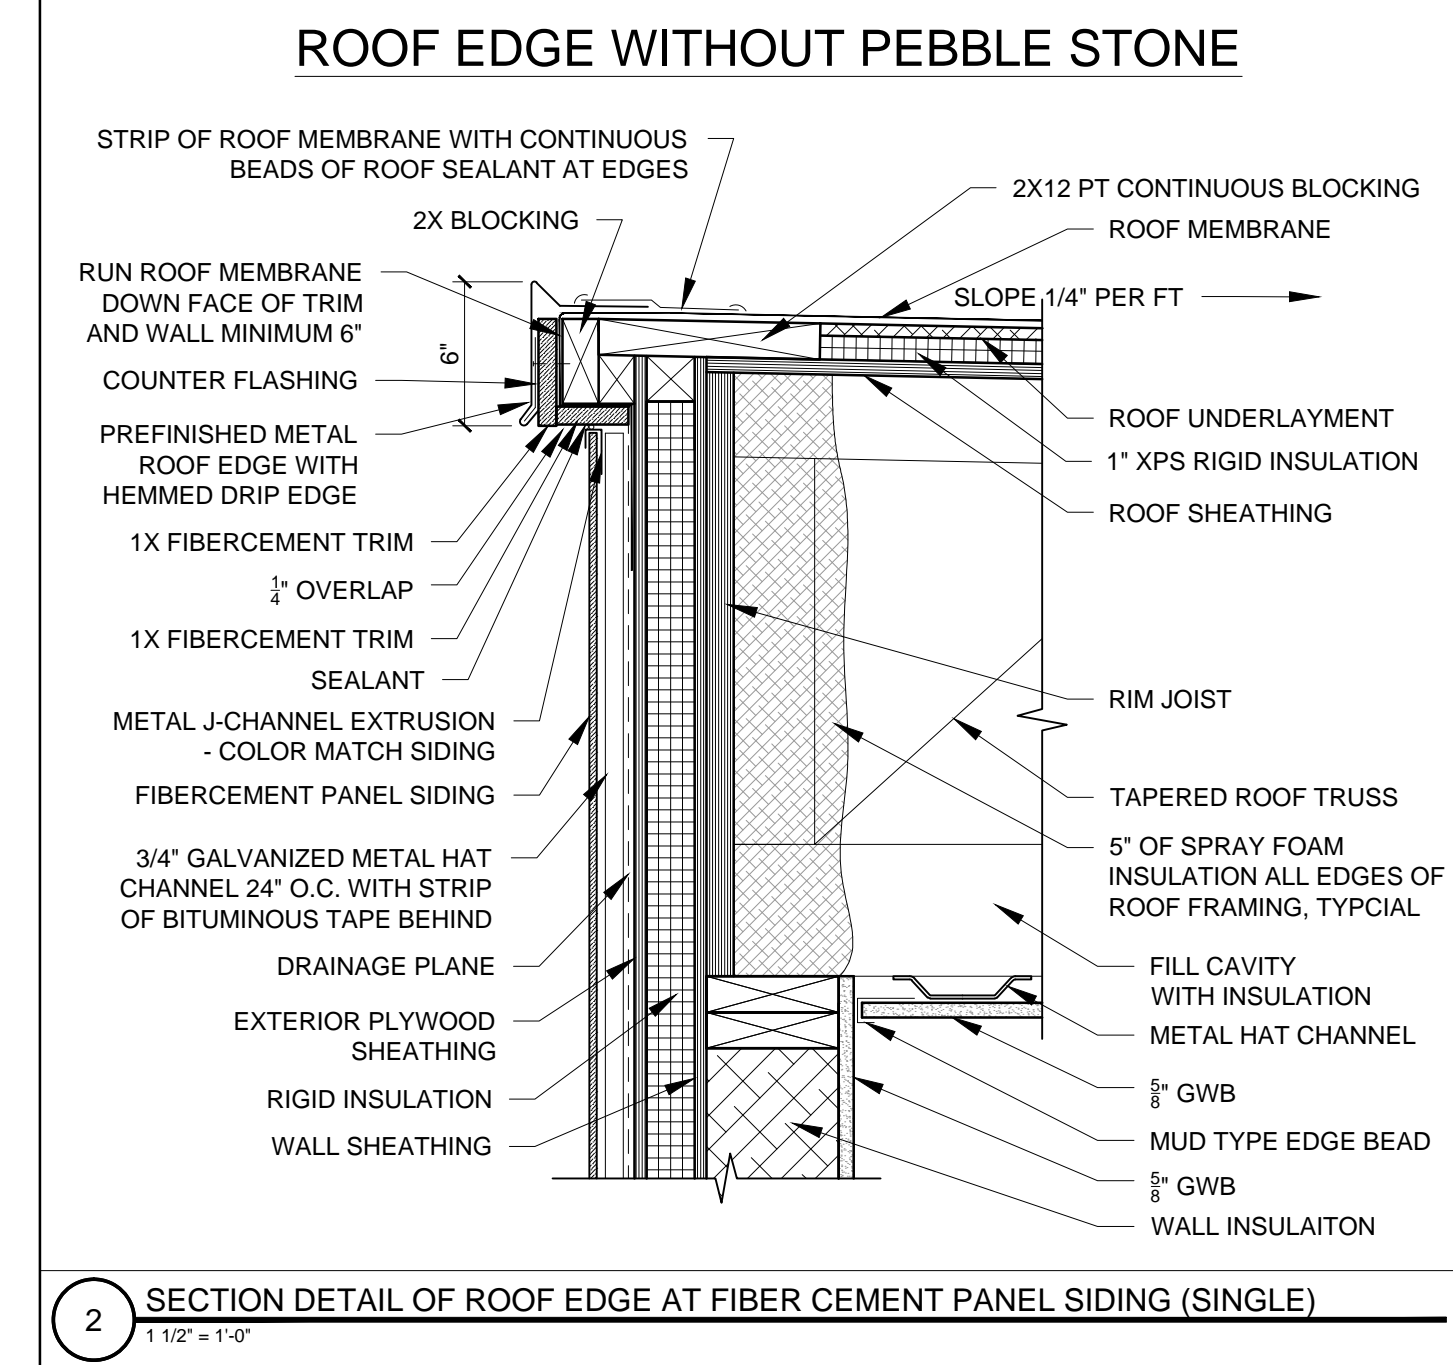 ROOF EDGE WITHOUT PEBBLE STONE
STRIP OF ROOF MEMBRANE WITH CONTINUOUS
BEADS OF ROOF SEALANT AT EDGES
2X BLOCKING
RUN ROOF MEMBRANE
DOWN FACE OF TRIM
AND WALL MINIMUM 6"
6"
COUNTER FLASHING
PREFINISHED METAL
ROOF EDGE WITH
HEMMED DRIP EDGE
1X FIBERCEMENT TRIM
1/4" OVERLAP
1X FIBERCEMENT TRIM
SEALANT
METAL J-CHANNEL EXTRUSION
- COLOR MATCH SIDING
FIBERCEMENT PANEL SIDING
3/4" GALVANIZED METAL HAT
CHANNEL 24" O.C. WITH STRIP
OF BITUMINOUS TAPE BEHIND
DRAINAGE PLANE
EXTERIOR PLYWOOD
SHEATHING
RIGID INSULATION
WALL SHEATHING
2X12 PT CONTINUOUS BLOCKING
ROOF MEMBRANE
SLOPE 1/4" PER FT
ROOF UNDERLAYMENT
1" XPS RIGID INSULATION
ROOF SHEATHING
RIM JOIST
TAPERED ROOF TRUSS
5" OF SPRAY FOAM
INSULATION ALL EDGES OF
ROOF FRAMING, TYPCIAL
FILL CAVITY
WITH INSULATION
METAL HAT CHANNEL
5/8" GWB
MUD TYPE EDGE BEAD
5/8" GWB
WALL INSULAITON
2
SECTION DETAIL OF ROOF EDGE AT FIBER CEMENT PANEL SIDING (SINGLE)
1 1/2" = 1'-0"